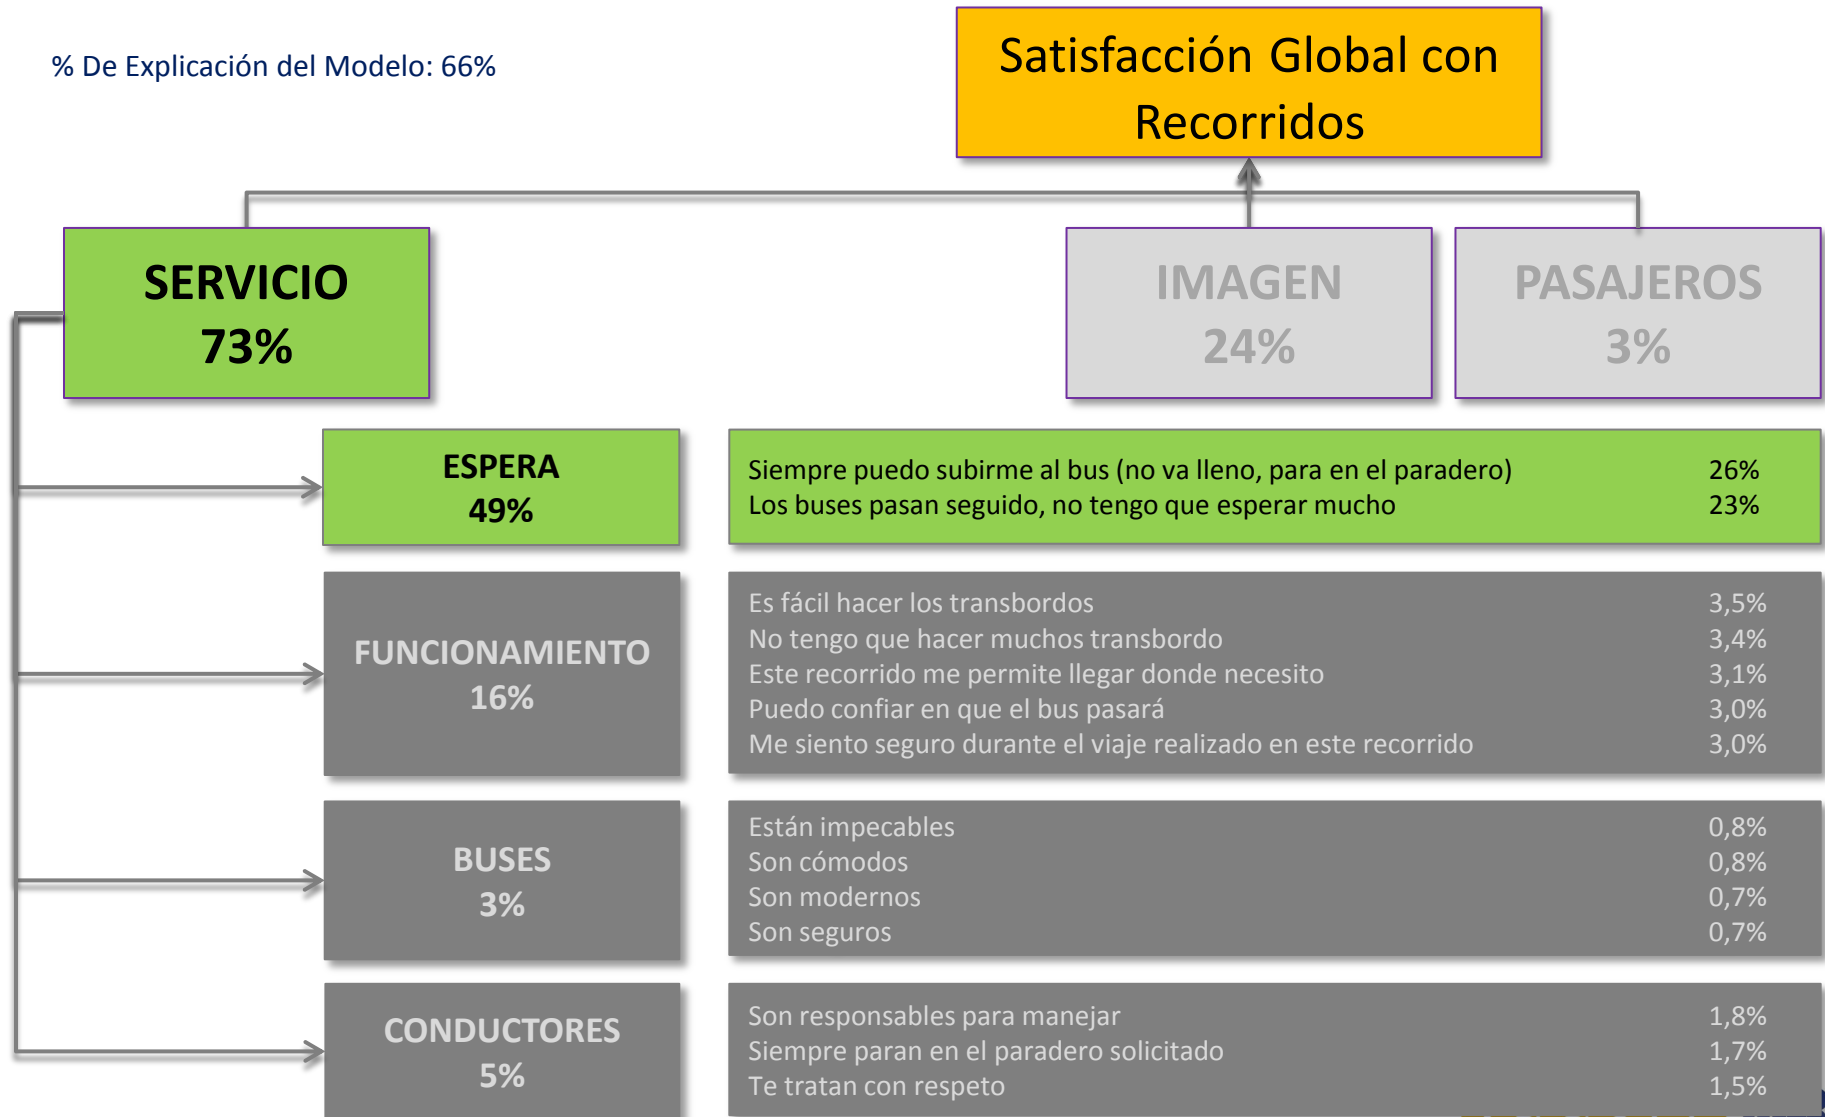 % De Explicación del Modelo: 66%
Satisfacción Global con
Recorridos
SERVICIO
73%
IMAGEN
24%
PASAJEROS
3%
ESPERA
49%
Siempre puedo subirme al bus (no va lleno, para en el paradero) 26%
Los buses pasan seguido, no tengo que esperar mucho 23%
FUNCIONAMIENTO
16%
Es fácil hacer los transbordos 3,5%
No tengo que hacer muchos transbordo 3,4%
Este recorrido me permite llegar donde necesito 3,1%
Puedo confiar en que el bus pasará 3,0%
Me siento seguro durante el viaje realizado en este recorrido 3,0%
BUSES
3%
Están impecables 0,8%
Son cómodos 0,8%
Son modernos 0,7%
Son seguros 0,7%
CONDUCTORES
5%
Son responsables para manejar 1,8%
Siempre paran en el paradero solicitado 1,7%
Te tratan con respeto 1,5%